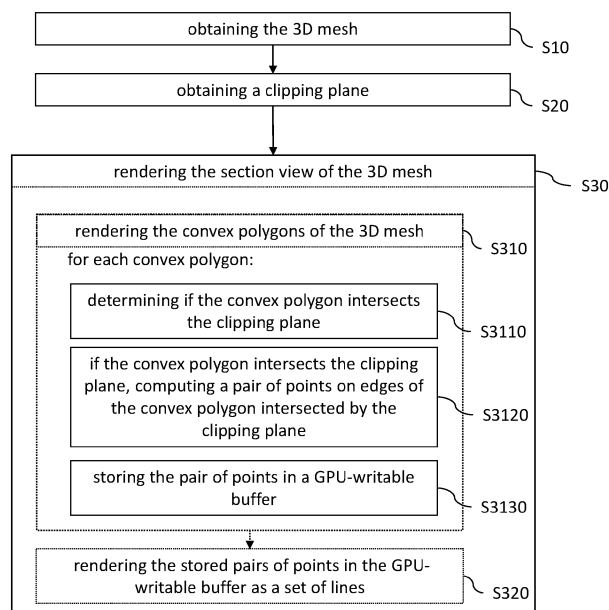 obtaining the 3D mesh
S10
obtaining a clipping plane
S20
rendering the section view of the 3D mesh
S30
rendering the convex polygons of the 3D mesh
S310
for each convex polygon:
determining if the convex polygon intersects
the clipping plane
S3110
if the convex polygon intersects the clipping
plane, computing a pair of points on edges of
the convex polygon intersected by the
clipping plane
S3120
storing the pair of points in a GPU-writable
buffer
S3130
rendering the stored pairs of points in the GPU-
writable buffer as a set of lines
S320